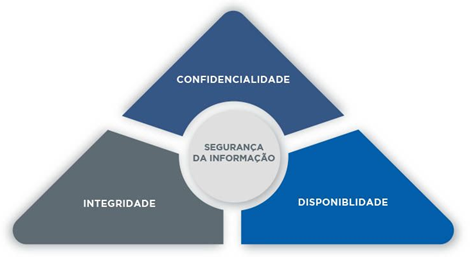 CONFIDENCIALIDADE
SEGURANÇA
DA INFORMAÇÃO
INTEGRIDADE
DISPONIBLIDADE